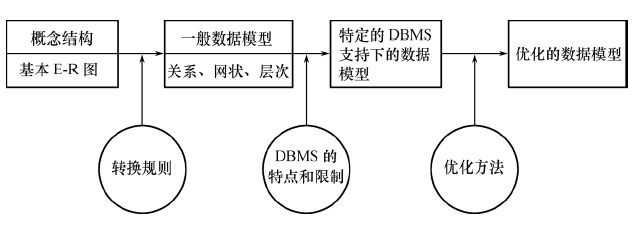 概念结构
基本 E-R 图
一般数据模型
关系、网状、层次
特定的 DBMS
支持下的数据
模型
优化的数据模型
转换规则
DBMS 的
特点和限制
优化方法